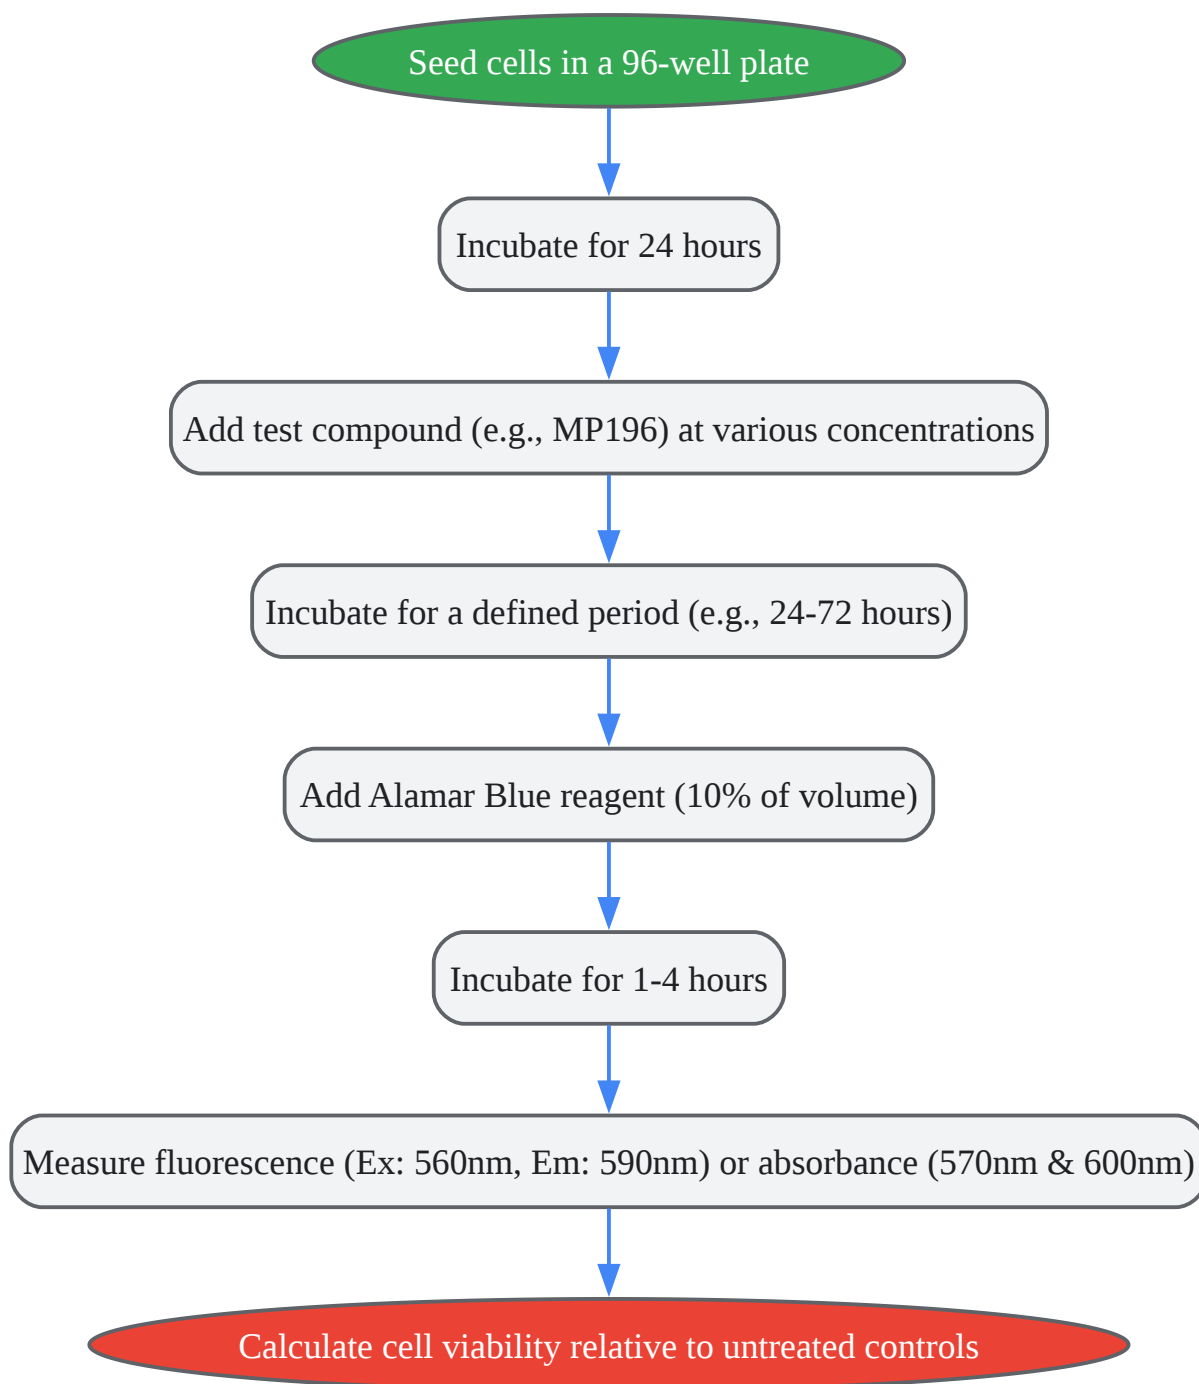 Seed cells in a 96-well plate
Incubate for 24 hours
Add test compound (e.g., MP196) at various concentrations
Incubate for a defined period (e.g., 24-72 hours)
Add Alamar Blue reagent (10% of volume)
Incubate for 1-4 hours
Measure fluorescence (Ex: 560nm, Em: 590nm) or absorbance (570nm & 600nm)
Calculate cell viability relative to untreated controls